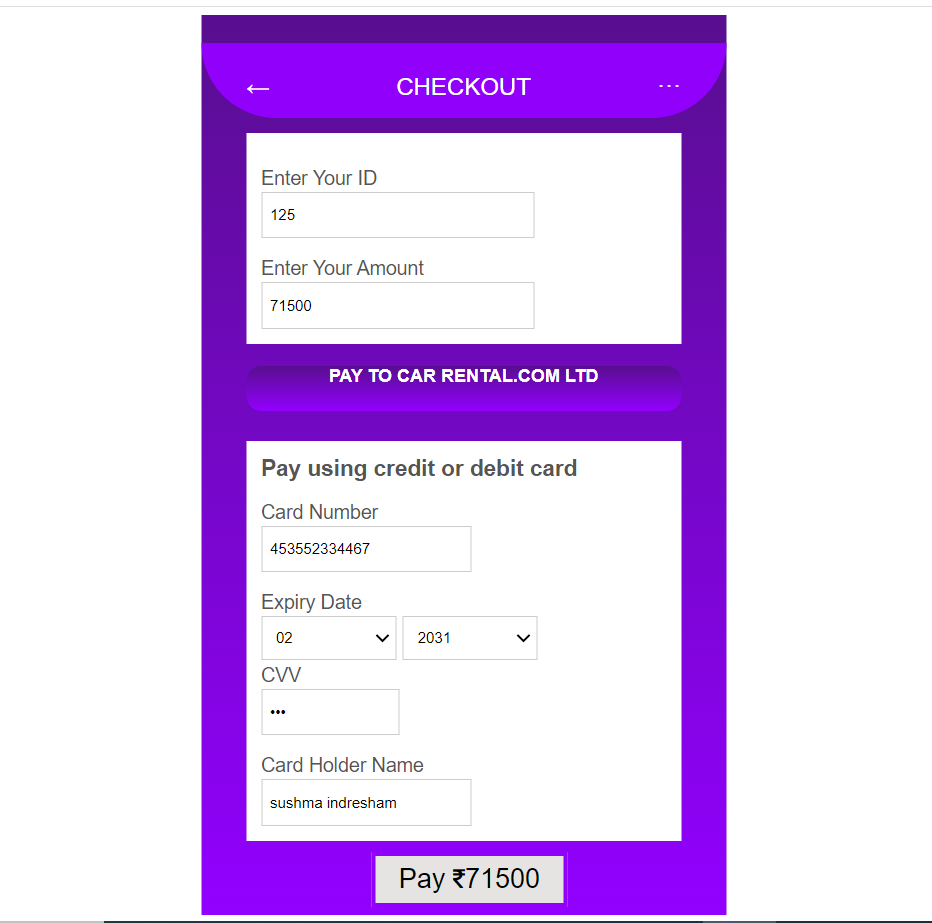 ← CHECKOUT ...
Enter Your ID
125
Enter Your Amount
71500
PAY TO CAR RENTAL.COM LTD
Pay using credit or debit card
Card Number
453552334467
Expiry Date
02 2031
CVV
•••
Card Holder Name
sushma indresham
Pay ₹71500